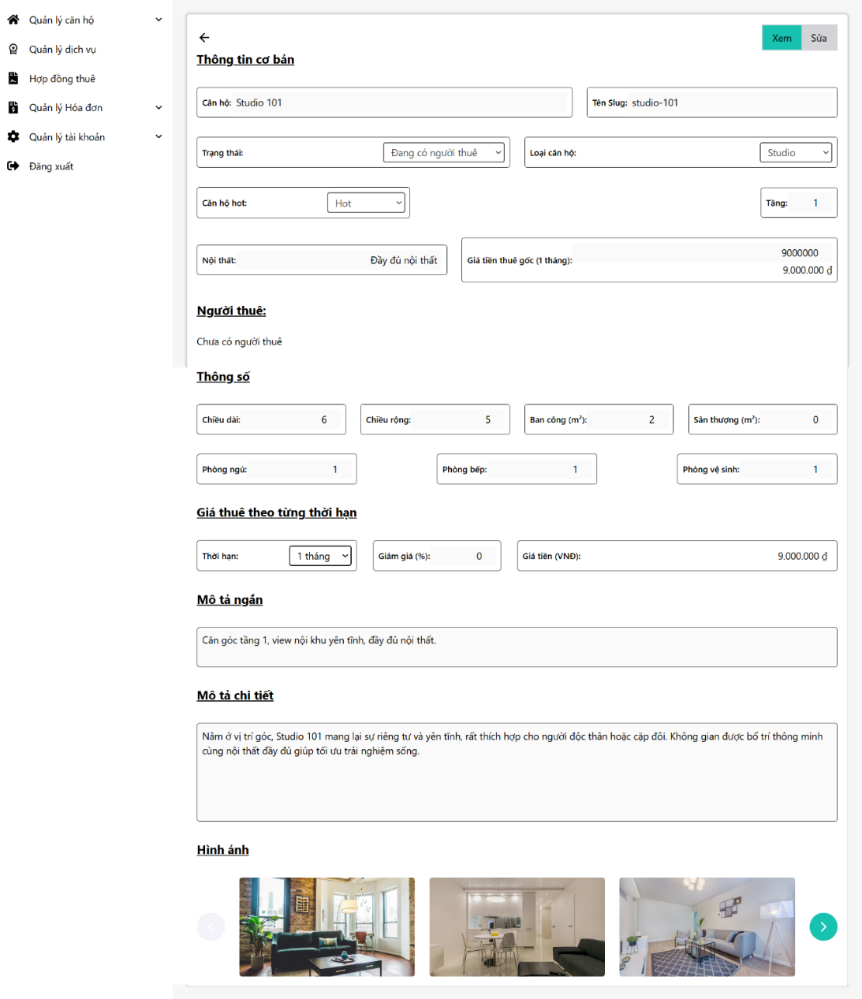 Quản lý căn hộ
Quản lý dịch vụ
Hợp đồng thuê
Quản lý Hóa đơn
Quản lý tài khoản
Đăng xuất
Xem Sửa
Thông tin cơ bản
Căn hộ: Studio 101 Tên Slug: studio-101
Trạng thái: Đang có người thuê Loại căn hộ: Studio
Căn hộ hot: Hot Tầng: 1
Nội thất: Đầy đủ nội thất Giá tiền thuê gốc (1 tháng): 9000000
9.000.000 ₫
Người thuê:
Chưa có người thuê
Thông số
Chiều dài: 6 Chiều rộng: 5 Ban công (m²): 2 Sân thượng (m²): 0
Phòng ngủ: 1 Phòng bếp: 1 Phòng vệ sinh: 1
Giá thuê theo từng thời hạn
Thời hạn: 1 tháng Giảm giá (%): 0 Giá tiền (VNĐ): 9.000.000 ₫
Mô tả ngắn
Căn góc tầng 1, view nội khu yên tĩnh, đầy đủ nội thất.
Mô tả chi tiết
Nằm ở vị trí góc, Studio 101 mang lại sự riêng tư và yên tĩnh, rất thích hợp cho người độc thân hoặc cặp đôi. Không gian được bố trí thông minh
cùng nội thất đầy đủ giúp tối ưu trải nghiệm sống.
Hình ảnh